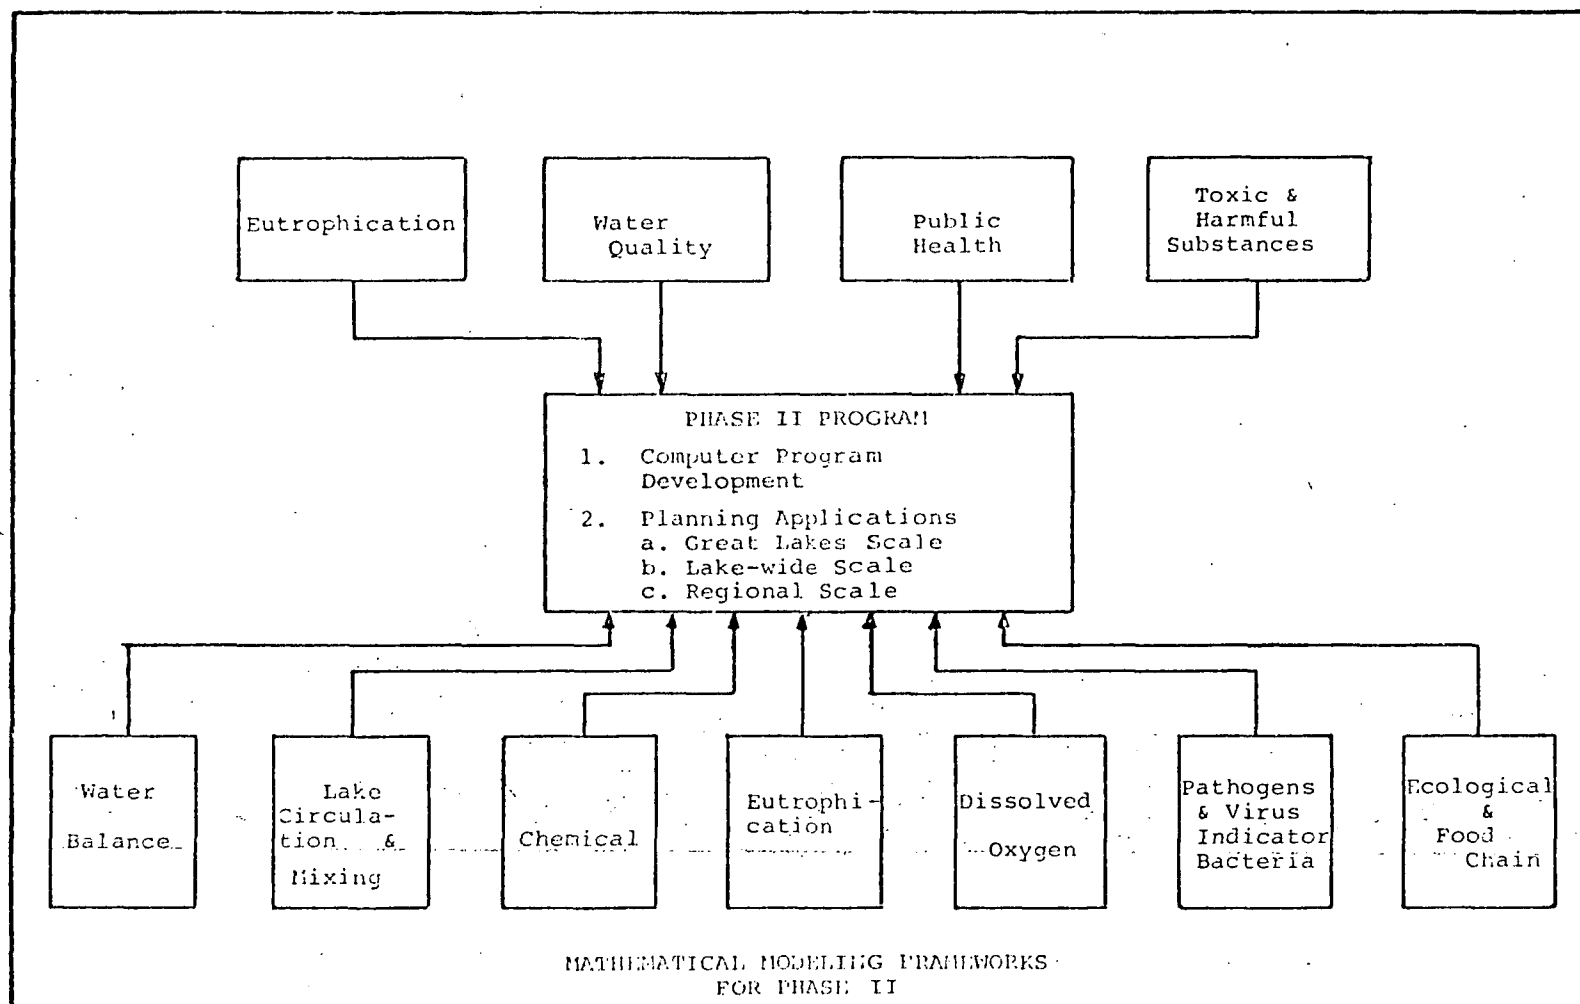 Eutrophication
Water
Quality
Public
Health
Toxic &
Harmful
Substances
PHASE II PROGRAM
1. Computer Program
Development
2. Planning Applications
a. Great Lakes Scale
b. Lake-wide Scale
c. Regional Scale
Water
Balance
Lake
Circula-
tion &
Mixing
Chemical
Eutrophi-
cation
Dissolved
Oxygen
Pathogens
& Virus
Indicator
Bacteria
Ecological
&
Food
Chain
MATHEMATICAL MODELING FRAMEWORKS
FOR PHASE II